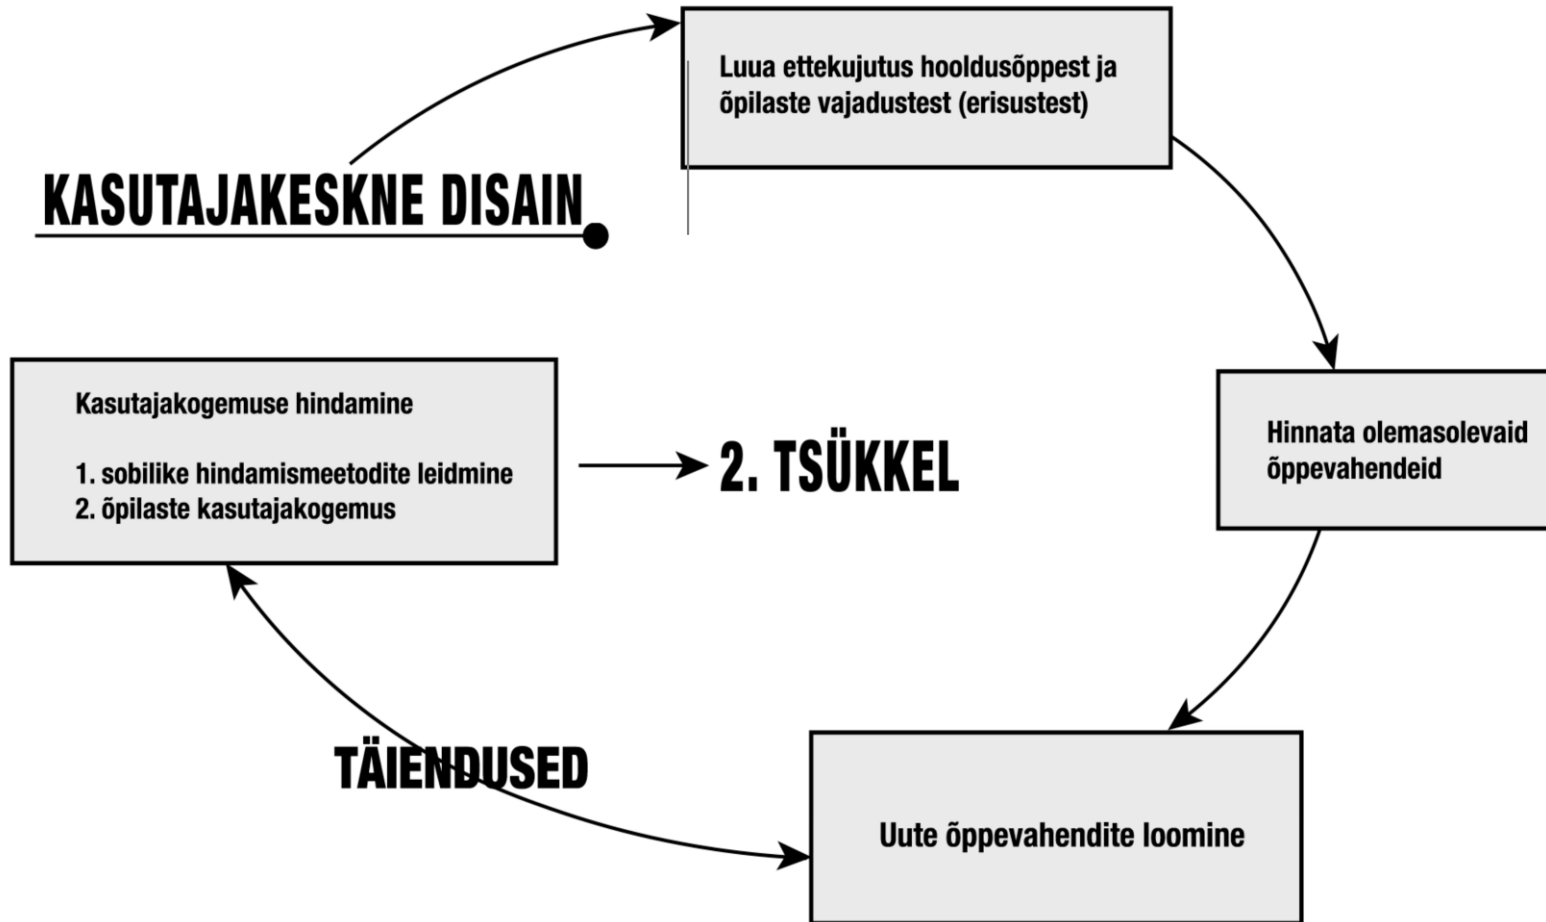 KASUTAJAKESKNE DISAIN
Luua ettekujutus hooldusõppest ja
õpilaste vajadustest (erisustest)
Hinnata olemasolevaid
õppevahendeid
Uute õppevahendite loomine
TÄIENDUSED
Kasutajakogemuse hindamine
1. sobilike hindamismeetodite leidmine
2. õpilaste kasutajakogemus
2. TSÜKKEL